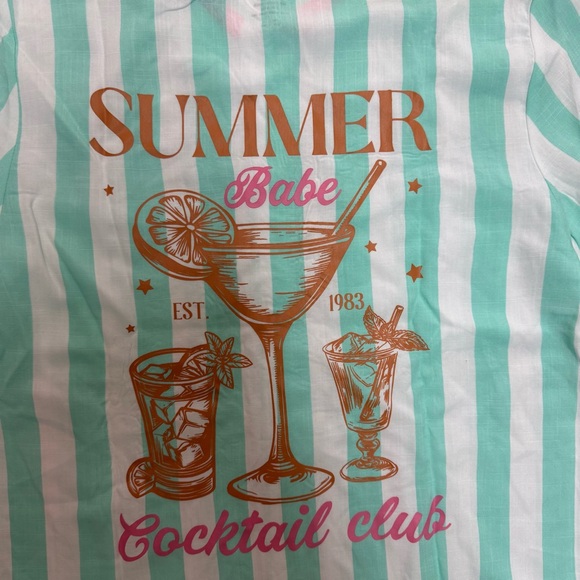 SUMMER
Babe
EST. 1983
Cocktail club